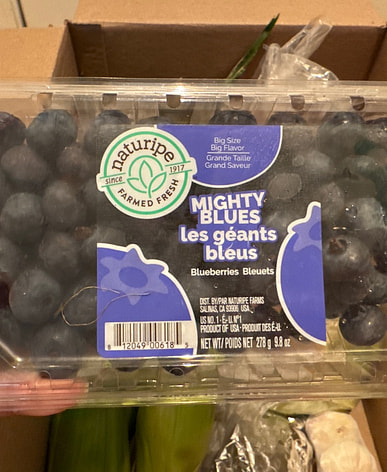 naturipe
since 1917
FARMED FRESH
Big Size
Big Flavor
Grande Taille
Grand Saveur
MIGHTY
BLUES
les géants
bleus
Blueberries Bleuets
DIST. BY/PAR NATURIPE FARMS
SALINAS, CA 93908 USA
US NO. 1 - É.-U. N°1
PRODUCT OF USA • PRODUIT DES É.-U.
NET WT/ POIDS NET 278 g 9.8 oz
8 12049 00618 5